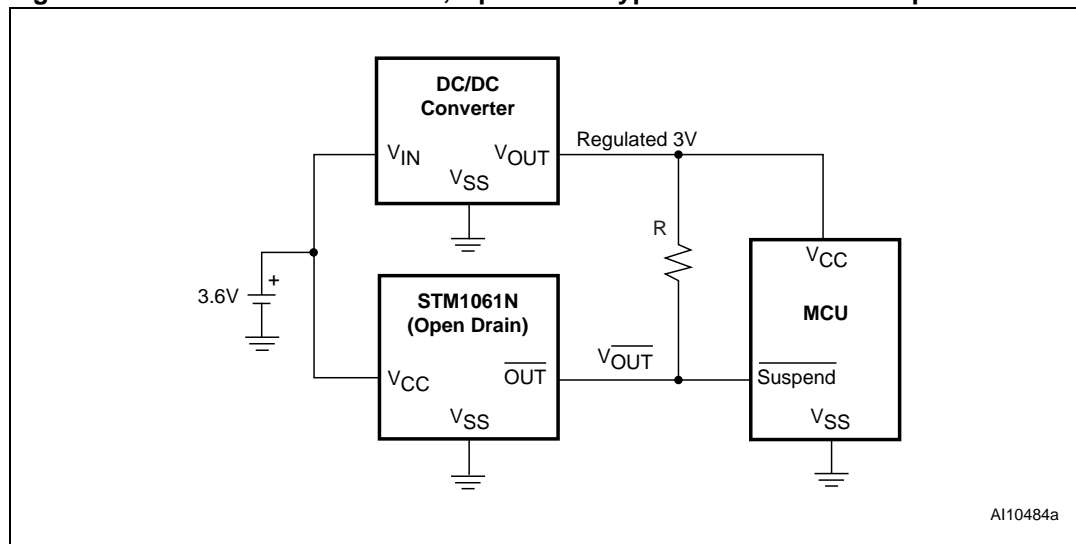 DC/DC
Converter
VIN
VOUT
VSS
Regulated 3V
R
VCC
MCU
Suspend
VSS
3.6V
+
STM1061N
(Open Drain)
VCC
OUT
VSS
VOUT
AI10484a